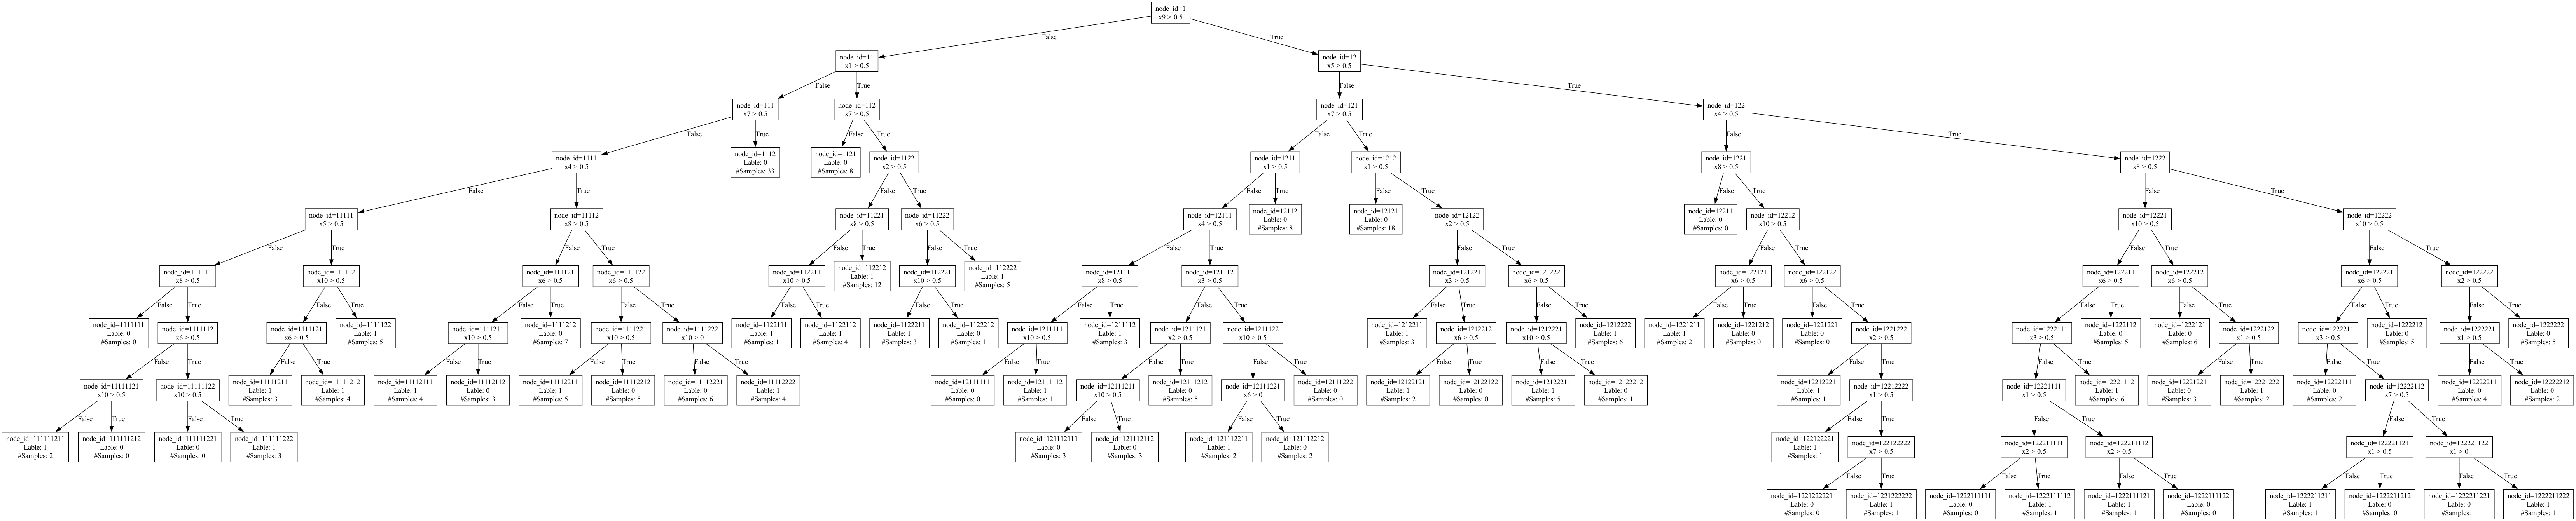 node_id=1
x9 > 0.5
False
True
node_id=11
x1 > 0.5
node_id=12
x5 > 0.5
False
True
False
True
node_id=111
x7 > 0.5
node_id=112
x7 > 0.5
node_id=121
x7 > 0.5
node_id=122
x4 > 0.5
False
True
False
True
False
True
False
True
node_id=1111
x4 > 0.5
node_id=1112
Lable: 0
#Samples: 33
node_id=1121
Lable: 0
#Samples: 8
node_id=1122
x2 > 0.5
node_id=1211
x1 > 0.5
node_id=1212
x1 > 0.5
node_id=1221
x8 > 0.5
node_id=1222
x8 > 0.5
False
True
False
True
False
True
False
True
False
True
False
True
node_id=11111
x5 > 0.5
node_id=11112
x8 > 0.5
node_id=11221
x8 > 0.5
node_id=11222
x6 > 0.5
node_id=12111
x4 > 0.5
node_id=12112
Lable: 0
#Samples: 8
node_id=12121
Lable: 0
#Samples: 18
node_id=12122
x2 > 0.5
node_id=12211
Lable: 0
#Samples: 0
node_id=12212
x10 > 0.5
node_id=12221
x10 > 0.5
node_id=12222
x10 > 0.5
False
True
False
True
False
True
False
True
False
True
False
True
False
True
False
True
False
True
node_id=111111
x8 > 0.5
node_id=111112
x10 > 0.5
node_id=111121
x6 > 0.5
node_id=111122
x6 > 0.5
node_id=112211
x10 > 0.5
node_id=112212
Lable: 1
#Samples: 12
node_id=112221
x10 > 0.5
node_id=112222
Lable: 1
#Samples: 5
node_id=121111
x8 > 0.5
node_id=121112
x3 > 0.5
node_id=121221
x3 > 0.5
node_id=121222
x6 > 0.5
node_id=122121
x6 > 0.5
node_id=122122
x6 > 0.5
node_id=122211
x6 > 0.5
node_id=122212
x6 > 0.5
node_id=122221
x6 > 0.5
node_id=122222
x2 > 0.5
False
True
False
True
False
True
False
True
False
True
False
True
False
True
False
True
False
True
False
True
False
True
False
True
False
True
False
True
False
True
False
True
node_id=1111111
Lable: 0
#Samples: 0
node_id=1111112
x6 > 0.5
node_id=1111121
x6 > 0.5
node_id=1111122
Lable: 1
#Samples: 5
node_id=1111211
x10 > 0.5
node_id=1111212
Lable: 0
#Samples: 7
node_id=1111221
x10 > 0.5
node_id=1111222
x10 > 0
node_id=1122111
Lable: 1
#Samples: 1
node_id=1122112
Lable: 1
#Samples: 4
node_id=1122211
Lable: 1
#Samples: 3
node_id=1122212
Lable: 0
#Samples: 1
node_id=1211111
x10 > 0.5
node_id=1211112
Lable: 1
#Samples: 3
node_id=1211121
x2 > 0.5
node_id=1211122
x10 > 0.5
node_id=1212211
Lable: 1
#Samples: 3
node_id=1212212
x6 > 0.5
node_id=1212221
x10 > 0.5
node_id=1212222
Lable: 1
#Samples: 6
node_id=1221211
Lable: 1
#Samples: 2
node_id=1221212
Lable: 0
#Samples: 0
node_id=1221221
Lable: 0
#Samples: 0
node_id=1221222
x2 > 0.5
node_id=1222111
x3 > 0.5
node_id=1222112
Lable: 0
#Samples: 5
node_id=1222121
Lable: 0
#Samples: 6
node_id=1222122
x1 > 0.5
node_id=1222211
x3 > 0.5
node_id=1222212
Lable: 0
#Samples: 5
node_id=1222221
x1 > 0.5
node_id=1222222
Lable: 0
#Samples: 5
False
True
False
True
False
True
False
True
False
True
False
True
False
True
False
True
False
True
False
True
False
True
False
True
False
True
False
True
False
True
node_id=11111121
x10 > 0.5
node_id=11111122
x10 > 0.5
node_id=11111211
Lable: 1
#Samples: 3
node_id=11111212
Lable: 1
#Samples: 4
node_id=11112111
Lable: 1
#Samples: 4
node_id=11112112
Lable: 0
#Samples: 3
node_id=11112211
Lable: 1
#Samples: 5
node_id=11112212
Lable: 0
#Samples: 5
node_id=11112221
Lable: 0
#Samples: 6
node_id=11112222
Lable: 1
#Samples: 4
node_id=12111111
Lable: 0
#Samples: 0
node_id=12111112
Lable: 1
#Samples: 1
node_id=12111211
x10 > 0.5
node_id=12111212
Lable: 0
#Samples: 5
node_id=12111221
x6 > 0
node_id=12111222
Lable: 0
#Samples: 0
node_id=12122121
Lable: 1
#Samples: 2
node_id=12122122
Lable: 0
#Samples: 0
node_id=12122211
Lable: 1
#Samples: 5
node_id=12122212
Lable: 0
#Samples: 1
node_id=12212221
Lable: 1
#Samples: 1
node_id=12212222
x1 > 0.5
node_id=12221111
x1 > 0.5
node_id=12221112
Lable: 1
#Samples: 6
node_id=12221221
Lable: 0
#Samples: 3
node_id=12221222
Lable: 1
#Samples: 2
node_id=12222111
Lable: 0
#Samples: 2
node_id=12222112
x7 > 0.5
node_id=12222211
Lable: 0
#Samples: 4
node_id=12222212
Lable: 0
#Samples: 2
False
True
False
True
False
True
False
True
False
True
False
True
False
True
node_id=111111211
Lable: 1
#Samples: 2
node_id=111111212
Lable: 0
#Samples: 0
node_id=111111221
Lable: 0
#Samples: 0
node_id=111111222
Lable: 1
#Samples: 3
node_id=121112111
Lable: 0
#Samples: 3
node_id=121112112
Lable: 0
#Samples: 3
node_id=121112211
Lable: 1
#Samples: 2
node_id=121112212
Lable: 0
#Samples: 2
node_id=122122221
Lable: 1
#Samples: 1
node_id=122122222
x7 > 0.5
node_id=122211111
x2 > 0.5
node_id=122211112
x2 > 0.5
node_id=122221121
x1 > 0.5
node_id=122221122
x1 > 0
False
True
False
True
False
True
False
True
False
True
node_id=1221222221
Lable: 0
#Samples: 0
node_id=1221222222
Lable: 1
#Samples: 1
node_id=1222111111
Lable: 0
#Samples: 0
node_id=1222111112
Lable: 1
#Samples: 1
node_id=1222111121
Lable: 1
#Samples: 1
node_id=1222111122
Lable: 0
#Samples: 0
node_id=1222211211
Lable: 1
#Samples: 1
node_id=1222211212
Lable: 0
#Samples: 0
node_id=1222211221
Lable: 0
#Samples: 1
node_id=1222211222
Lable: 1
#Samples: 1